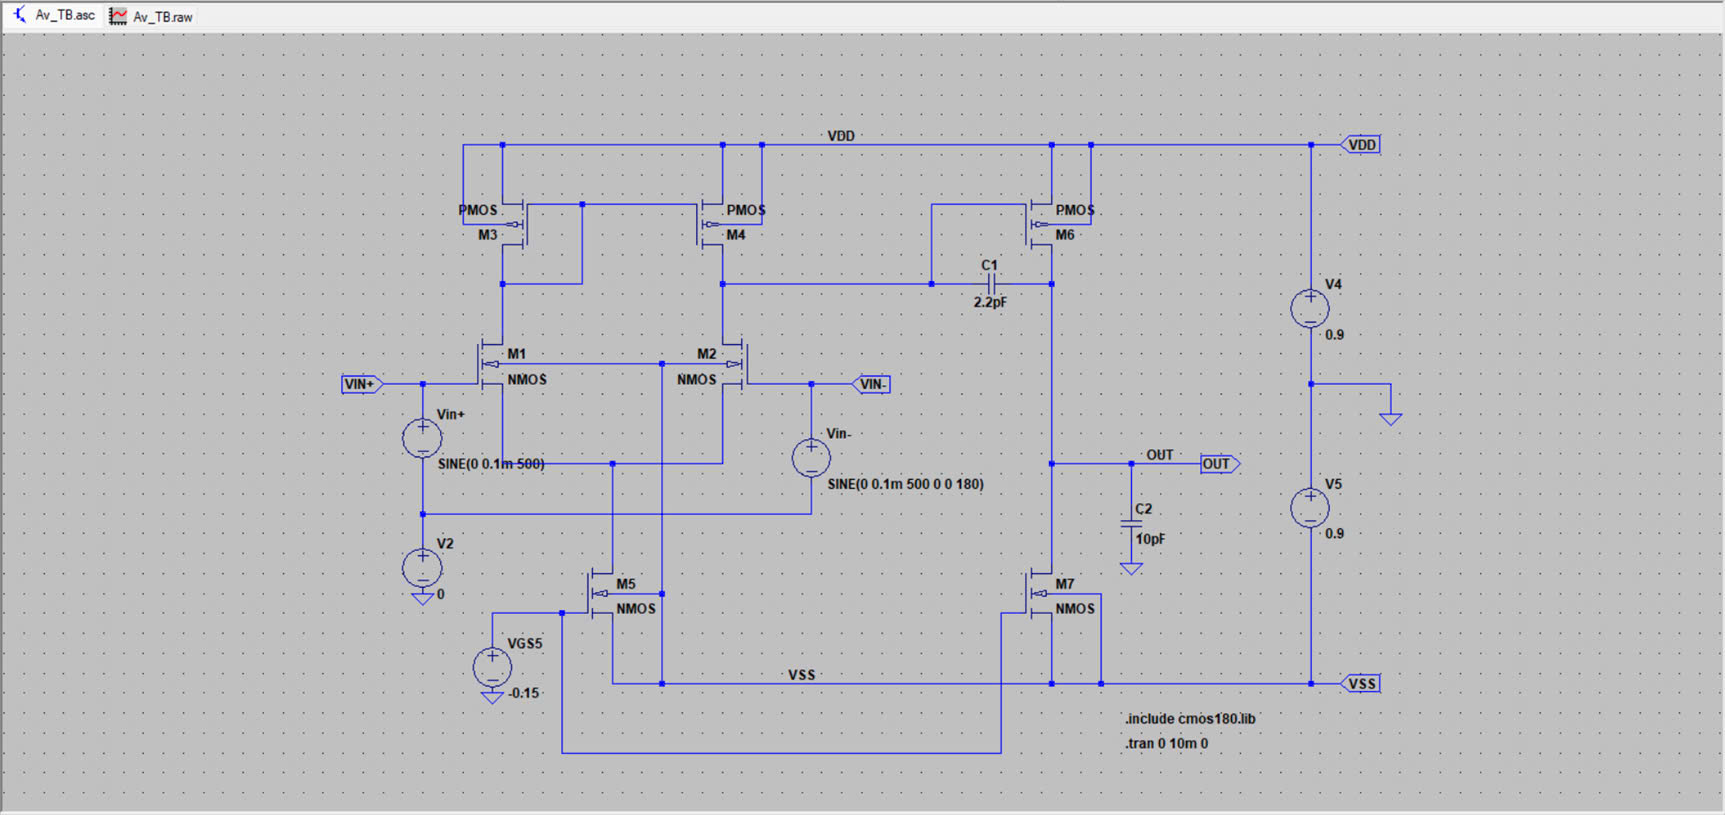 Av_TB.asc
Av_TB.raw
VDD
VDD
PMOS
M3
PMOS
M4
PMOS
M6
C1
2.2pF
V4
0.9
M1
NMOS
M2
NMOS
VIN+
VIN-
Vin+
SINE(0 0.1m 500)
Vin-
SINE(0 0.1m 500 0 0 180)
OUT
OUT
V5
0.9
C2
10pF
V2
0
M5
NMOS
M7
NMOS
VGS5
-0.15
VSS
VSS
.include cmos180.lib
.tran 0 10m 0